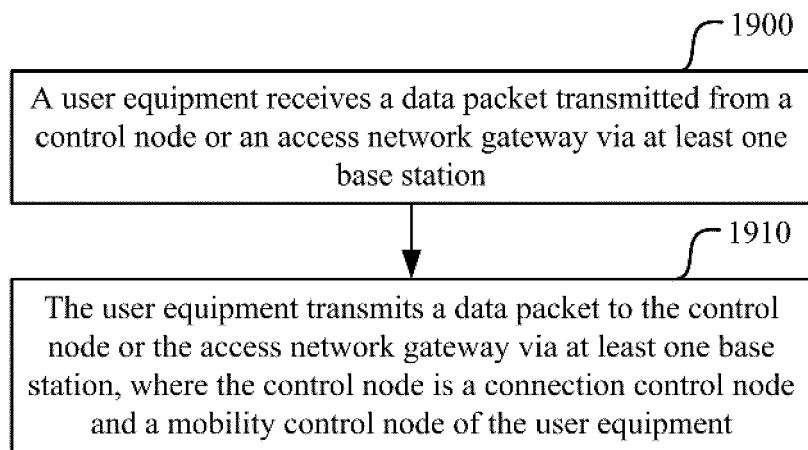 1900
A user equipment receives a data packet transmitted from a
control node or an access network gateway via at least one
base station
1910
The user equipment transmits a data packet to the control
node or the access network gateway via at least one base
station, where the control node is a connection control node
and a mobility control node of the user equipment